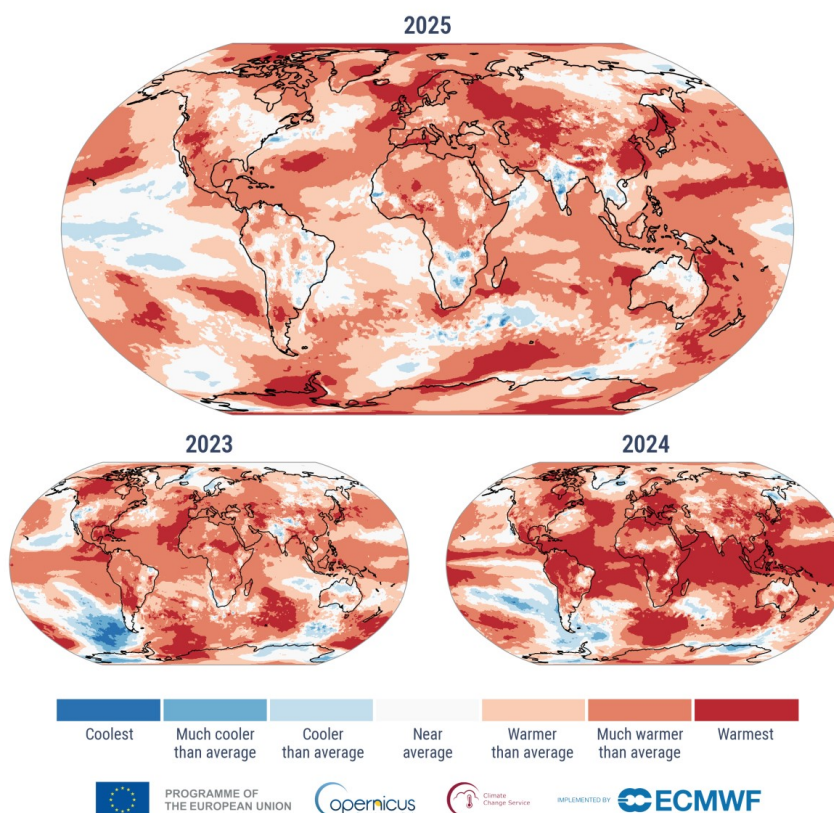 2025
2023
2024
Coolest
Much cooler
than average
Cooler
than average
Near
average
Warmer
than average
Much warmer
than average
Warmest
PROGRAMME OF
THE EUROPEAN UNION
opernicus
Climate
Change Service
IMPLEMENTED BY
ECMWF